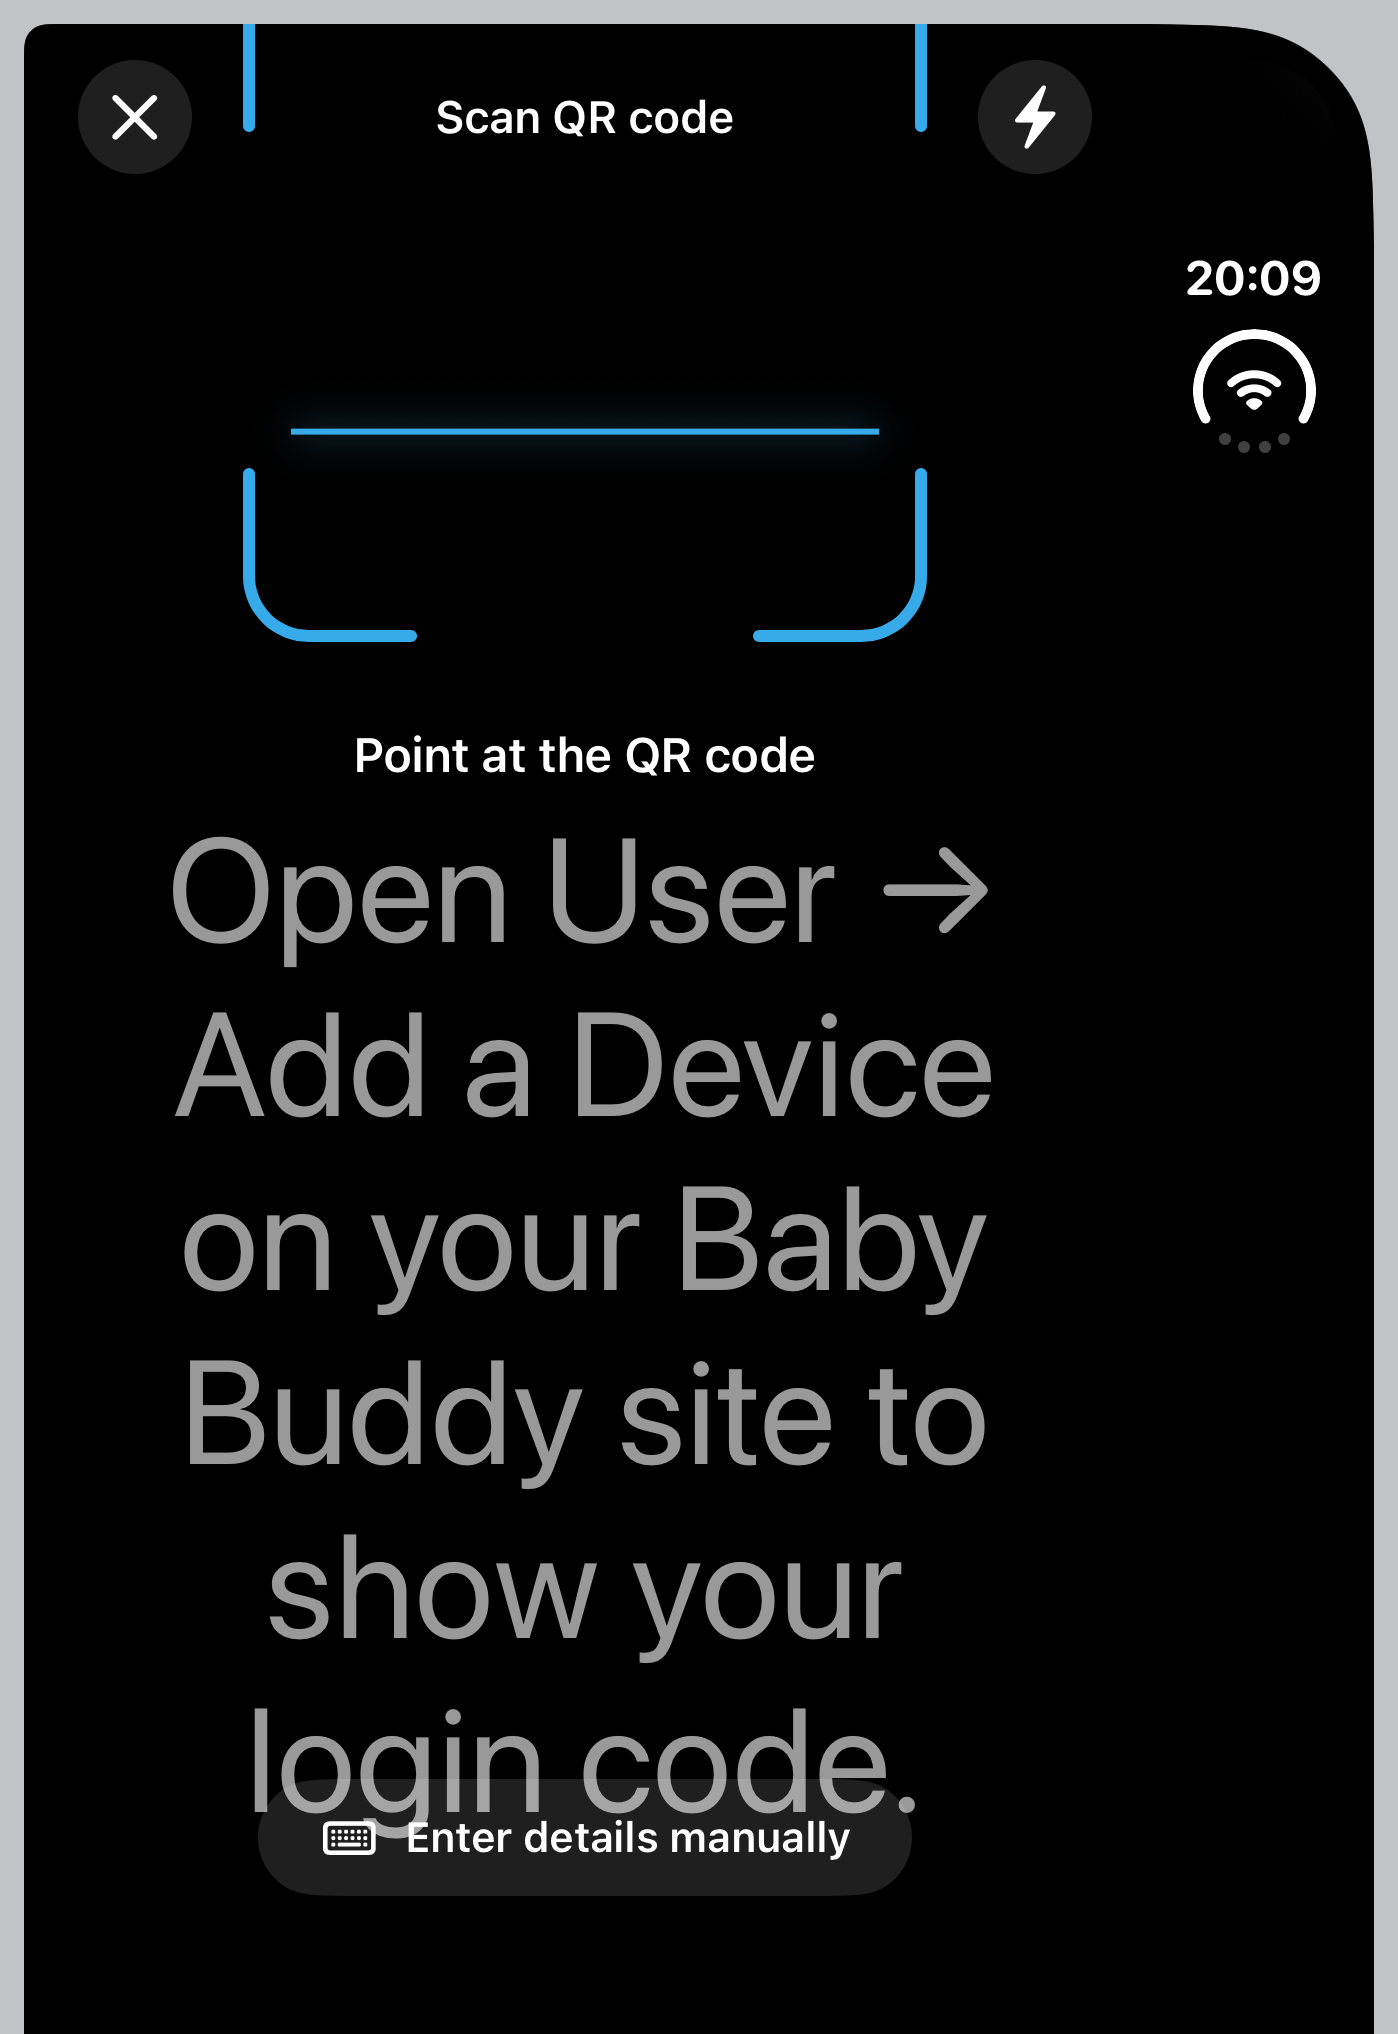 Scan QR code
20:09
Point at the QR code
Open User →
Add a Device
on your Baby
Buddy site to
show your
login code.
Enter details manually